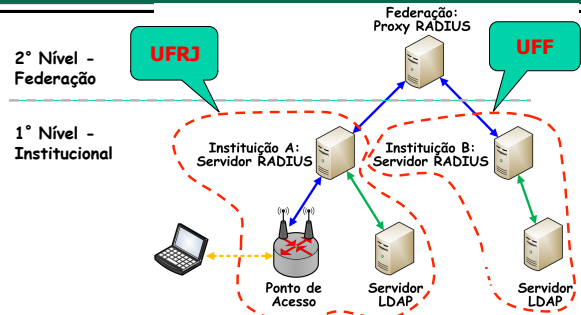 Federação:
Proxy RADIUS
UFRJ
UFF
2° Nível -
Federação
1° Nível -
Institucional
Instituição A:
Servidor RADIUS
Instituição B:
Servidor RADIUS
Ponto de
Acesso
Servidor
LDAP
Servidor
LDAP